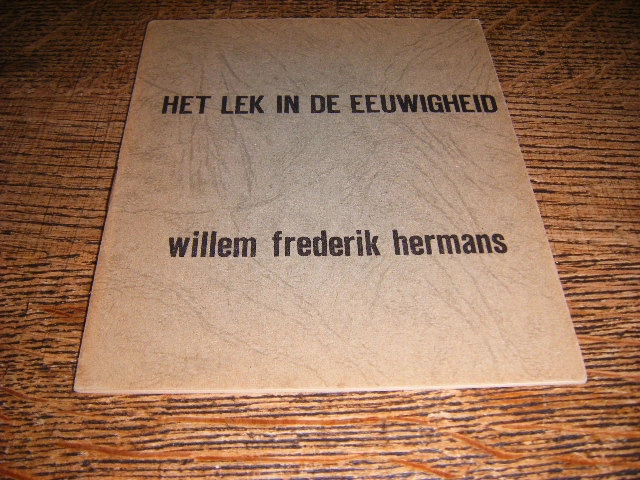 HET LEK IN DE EEUWIGHEID
willem frederik hermans